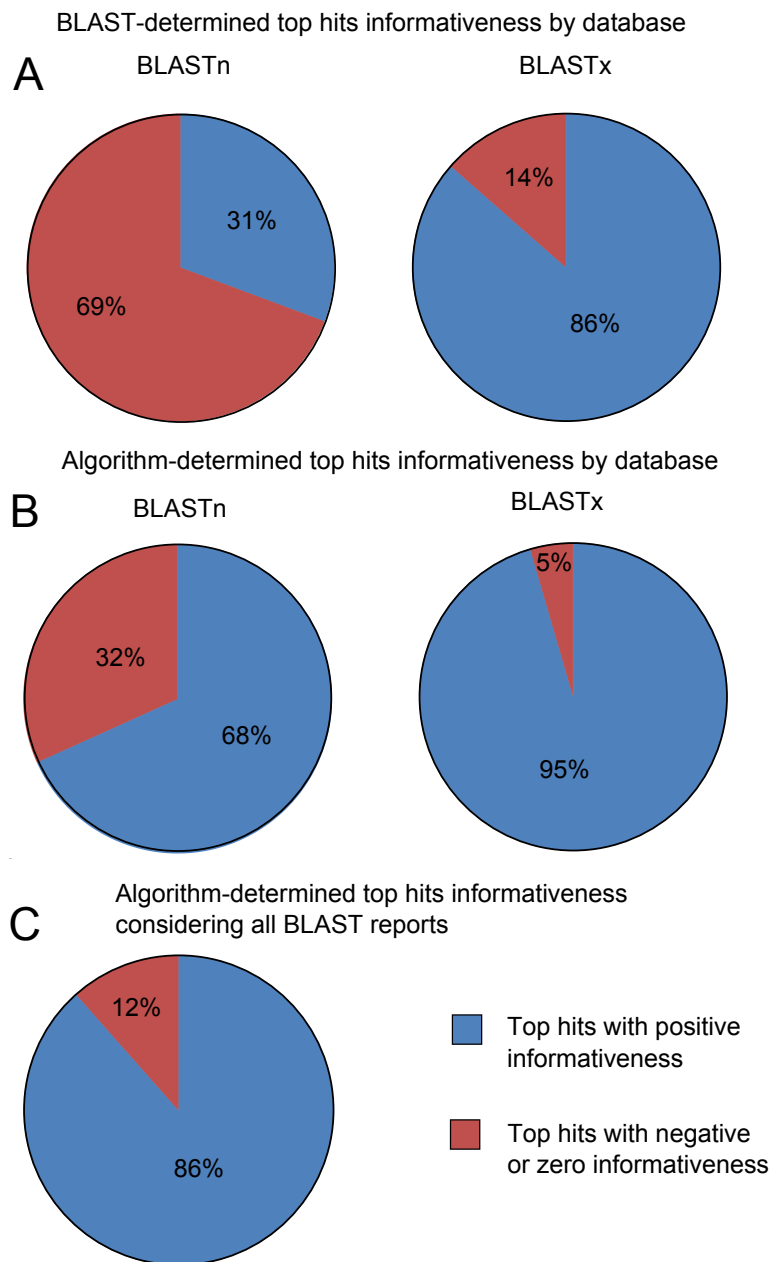 BLAST-determined top hits informativeness by database
A
BLASTn
BLASTx
31%
69%
14%
86%
Algorithm-determined top hits informativeness by database
B
BLASTn
BLASTx
32%
68%
5%
95%
C
Algorithm-determined top hits informativeness
considering all BLAST reports
12%
86%
Top hits with positive
informativeness
Top hits with negative
or zero informativeness